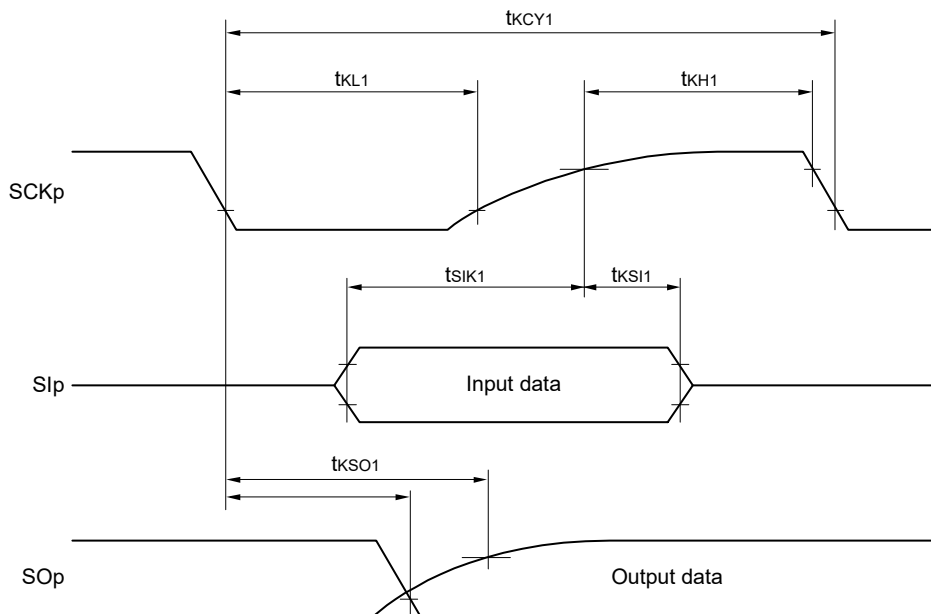 tKCY1
tKL1
tKH1
SCKp
tSIK1
tKSI1
SIp
Input data
tKSO1
SOp
Output data